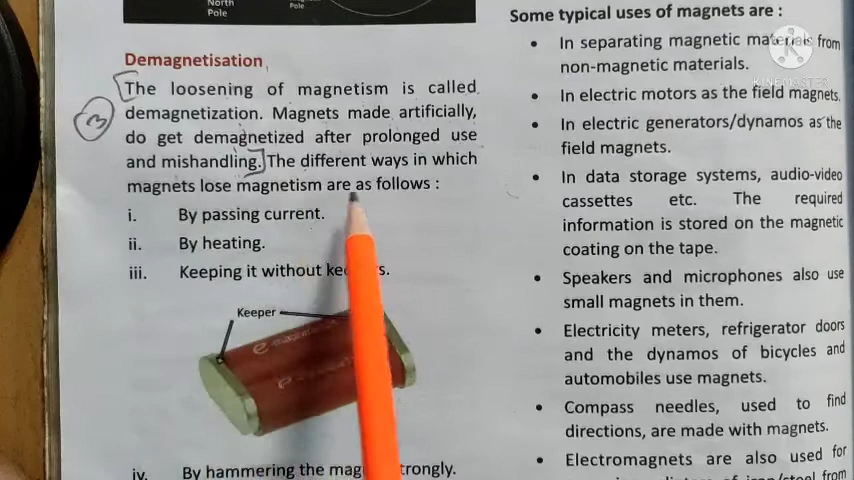 North
Pole
Pole
Demagnetisation
The loosening of magnetism is called
demagnetization. Magnets made artificially,
do get demagnetized after prolonged use
and mishandling. The different ways in which
magnets lose magnetism are as follows :
i. By passing current.
ii. By heating.
iii. Keeping it without
Keeper
iv. By hammering the strongly.
3
Some typical uses of magnets are :
• In separating magnetic materials from
non-magnetic materials.
• In electric motors as the field magnets.
• In electric generators/dynamos as the
field magnets.
• In data storage systems, audio-video
cassettes etc. The required
information is stored on the magnetic
coating on the tape.
• Speakers and microphones also use
small magnets in them.
• Electricity meters, refrigerator doors
and the dynamos of bicycles and
automobiles use magnets.
• Compass needles, used to find
directions, are made with magnets.
• Electromagnets are also used for
from
KINEMASTER